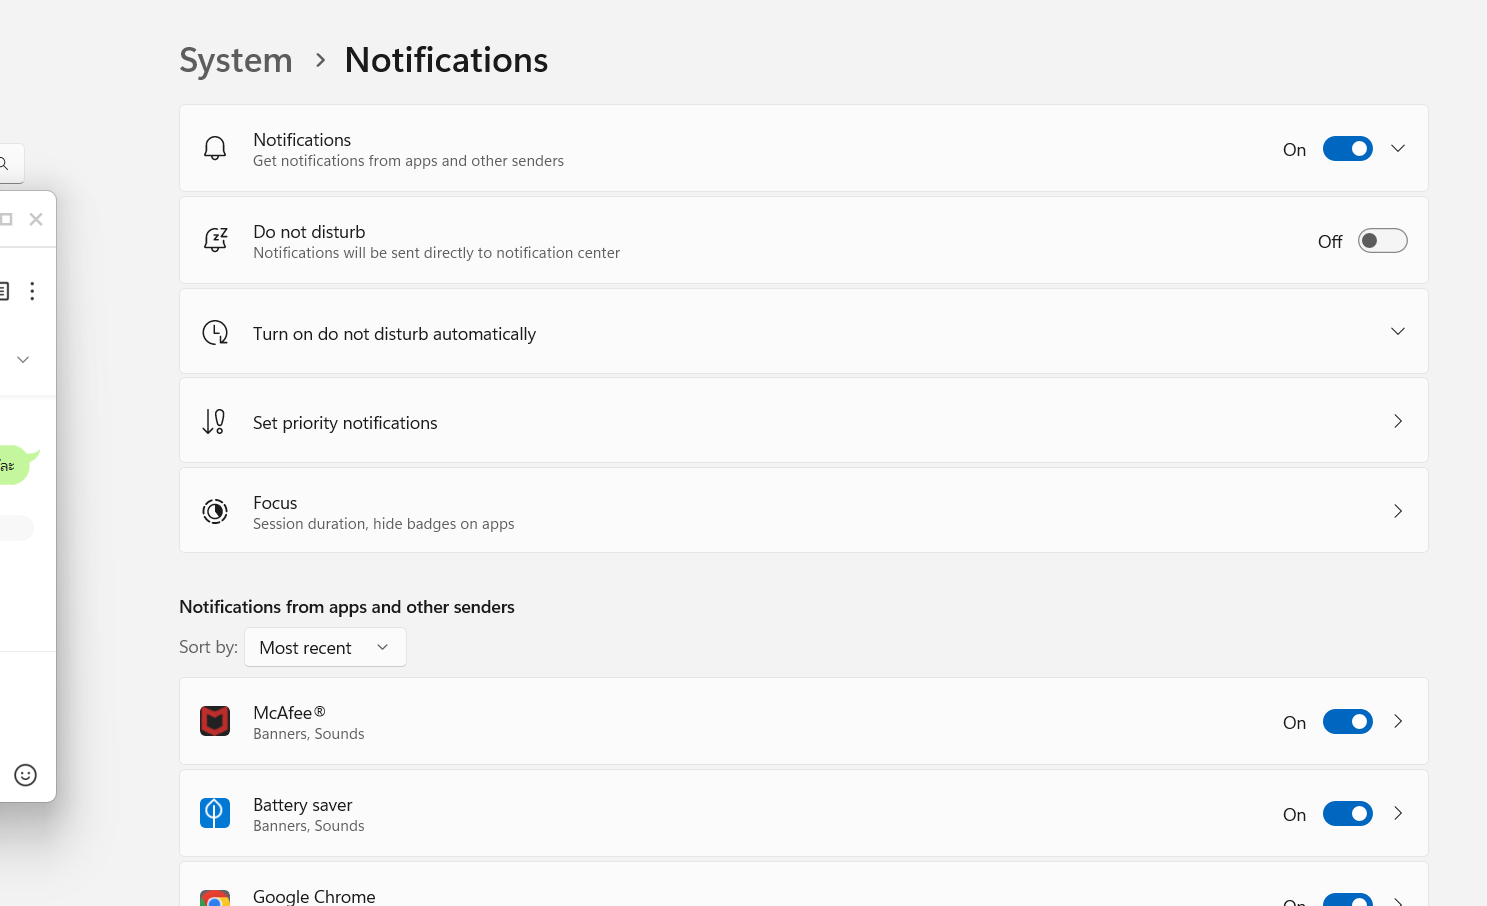 System > Notifications
Notifications
Get notifications from apps and other senders
On
Do not disturb
Notifications will be sent directly to notification center
Off
Turn on do not disturb automatically
Set priority notifications
Focus
Session duration, hide badges on apps
Notifications from apps and other senders
Sort by: Most recent
McAfee®
Banners, Sounds
On
Battery saver
Banners, Sounds
On
Google Chrome
On